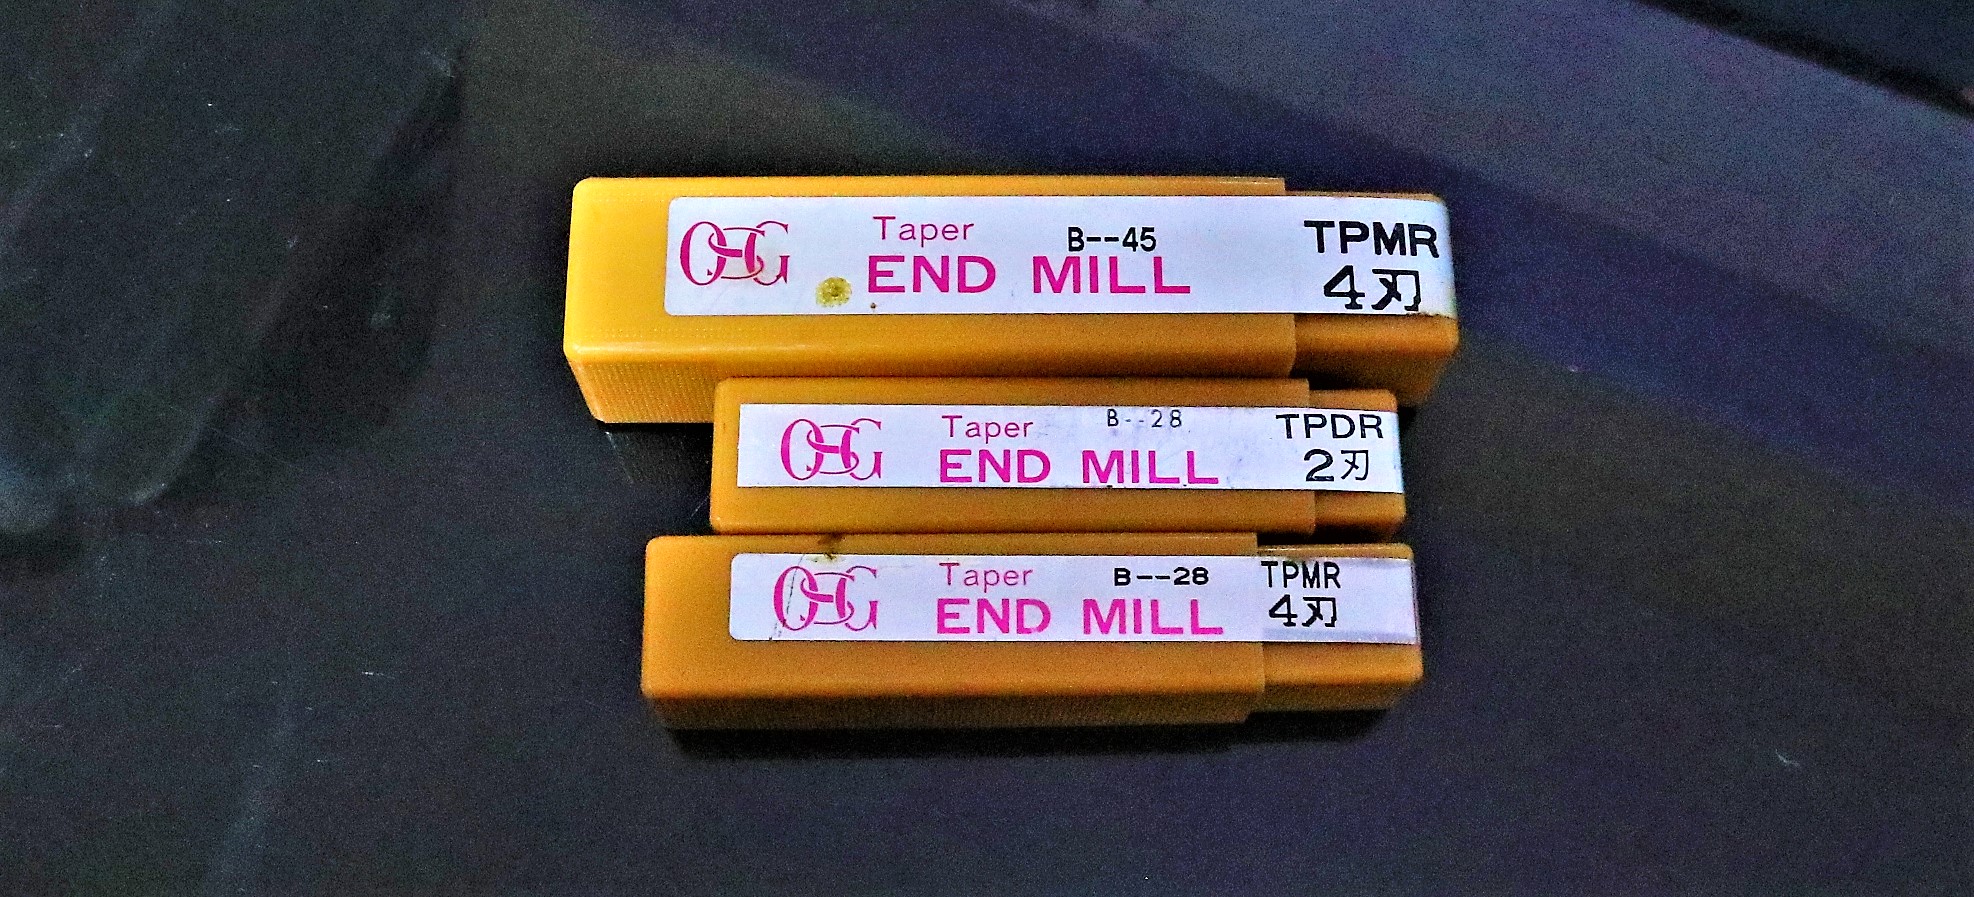 OSG Taper B--45 TPMR
END MILL 4刃
OSG Taper B--28 TPDR
END MILL 2刃
OSG Taper B--28 TPMR
END MILL 4刃